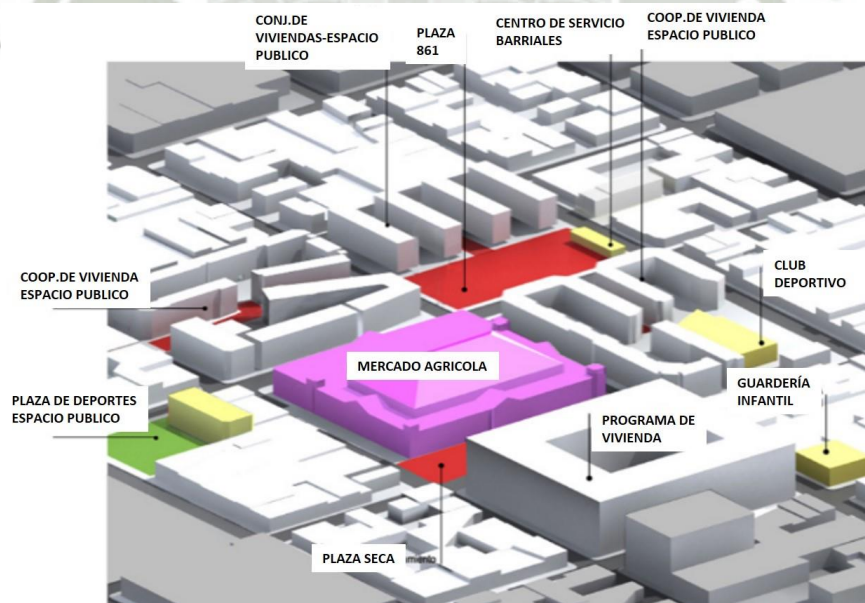 CONJ.DE
VIVIENDAS-ESPACIO
PUBLICO
PLAZA
861
CENTRO DE SERVICIO
BARRIALES
COOP.DE VIVIENDA
ESPACIO PUBLICO
COOP.DE VIVIENDA
ESPACIO PUBLICO
CLUB
DEPORTIVO
MERCADO AGRICOLA
GUARDERÍA
INFANTIL
PLAZA DE DEPORTES
ESPACIO PUBLICO
PROGRAMA DE
VIVIENDA
PLAZA SECA